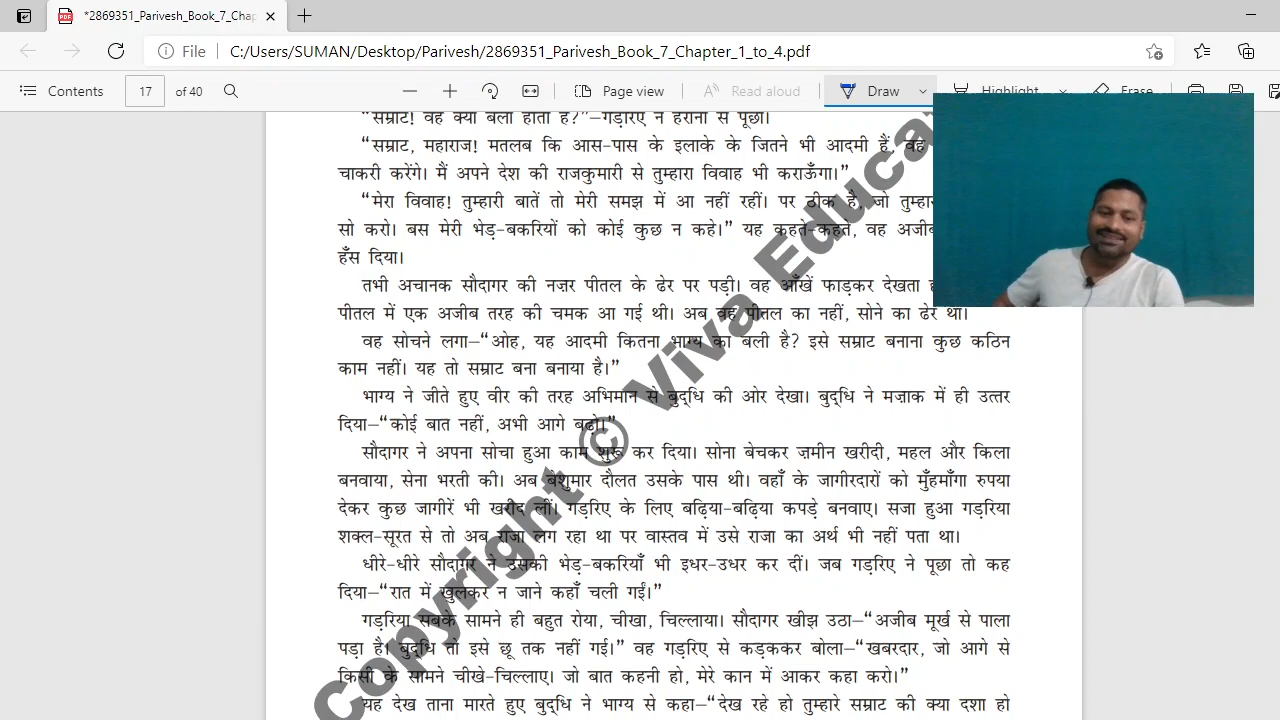 *2869351_Parivesh_Book_7_Chap
File
C:/Users/SUMAN/Desktop/Parivesh/2869351_Parivesh_Book_7_Chapter_1_to_4.pdf
Contents
17 of 40
Page view
Read aloud
Draw
Highlight
Erase
“सम्राट! वह क्या बला होती है?”–गड़रिए ने हैरानी से पूछा।
“सम्राट, महाराज! मतलब कि आस-पास के इलाके के जितने भी आदमी हैं, वह
चाकरी करेंगे। मैं अपने देश की राजकुमारी से तुम्हारा विवाह भी कराऊँगा।”
“मेरा विवाह! तुम्हारी बातें तो मेरी समझ में आ नहीं रहीं। पर ठीक है, जो
सो करो। बस मेरी भेड़-बकरियों को कोई कुछ न कहे।” यह कहते-कहते, वह
हँस दिया।
तभी अचानक सौदागर की नज़र पीतल के ढेर पर पड़ी। वह आँखें फाड़कर देखता
पीतल में एक अजीब तरह की चमक आ गई थी। अब वह पीतल का नहीं, सोने का ढेर था।
वह सोचने लगा–“ओह, यह आदमी कितना भाग्य का बली है? इसे सम्राट बनाना कुछ कठिन
काम नहीं। यह तो सम्राट बना बनाया है।”
भाग्य ने जीते हुए वीर की तरह अभिमान से बुद्धि की ओर देखा। बुद्धि ने मज़ाक में ही उत्तर
दिया–“कोई बात नहीं, अभी आगे बढ़ो।”
सौदागर ने अपना सोचा हुआ काम शुरू कर दिया। सोना बेचकर ज़मीन खरीदी, महल और किला
बनवाया, सेना भरती की। अब बेशुमार दौलत उसके पास थी। वहाँ के जागीरदारों को मुँहमाँगा रुपया
देकर कुछ जागीरें भी खरीद लीं। गड़रिए के लिए बढ़िया-बढ़िया कपड़े बनवाए। सजा हुआ गड़रिया
शक्ल-सूरत से तो अब राजा लग रहा था पर वास्तव में उसे राजा का अर्थ भी नहीं पता था।
धीरे-धीरे सौदागर ने उसकी भेड़-बकरियाँ भी इधर-उधर कर दीं। जब गड़रिए ने पूछा तो कह
दिया–“रात में खुलकर न जाने कहाँ चली गईं।”
गड़रिया सबके सामने ही बहुत रोया, चीखा, चिल्लाया। सौदागर खीझ उठा–“अजीब मूर्ख से पाला
पड़ा है। बुद्धि तो इसे छू तक नहीं गई।” वह गड़रिए से कड़ककर बोला–“खबरदार, जो आगे से
किसी के सामने चीखे-चिल्लाए। जो बात कहनी हो, मेरे कान में आकर कहा करो।”
यह देख ताना मारते हुए बुद्धि ने भाग्य से कहा–“देख रहे हो तुम्हारे सम्राट की क्या दशा हो
Copyright © Viva Educa